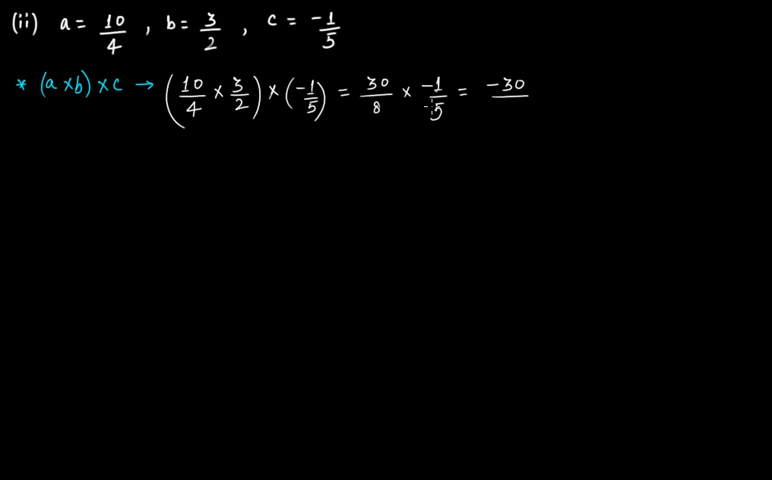 (ii) a = 10/4 , b = 3/2 , c = -1/5
* (a × b) × c → (10/4 × 3/2) × (-1/5) = 30/8 × -1/5 = -30/